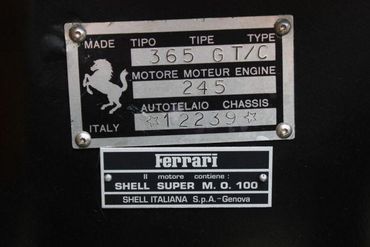 MADE TIPO TIPE TYPE
365 GT/C
MOTORE MOTEUR ENGINE
245
AUTOTELAIO CHASSIS
ITALY ☆12239☆
Ferrari
Il motore contiene :
SHELL SUPER M. O. 100
SHELL ITALIANA S.p.A.-Genova